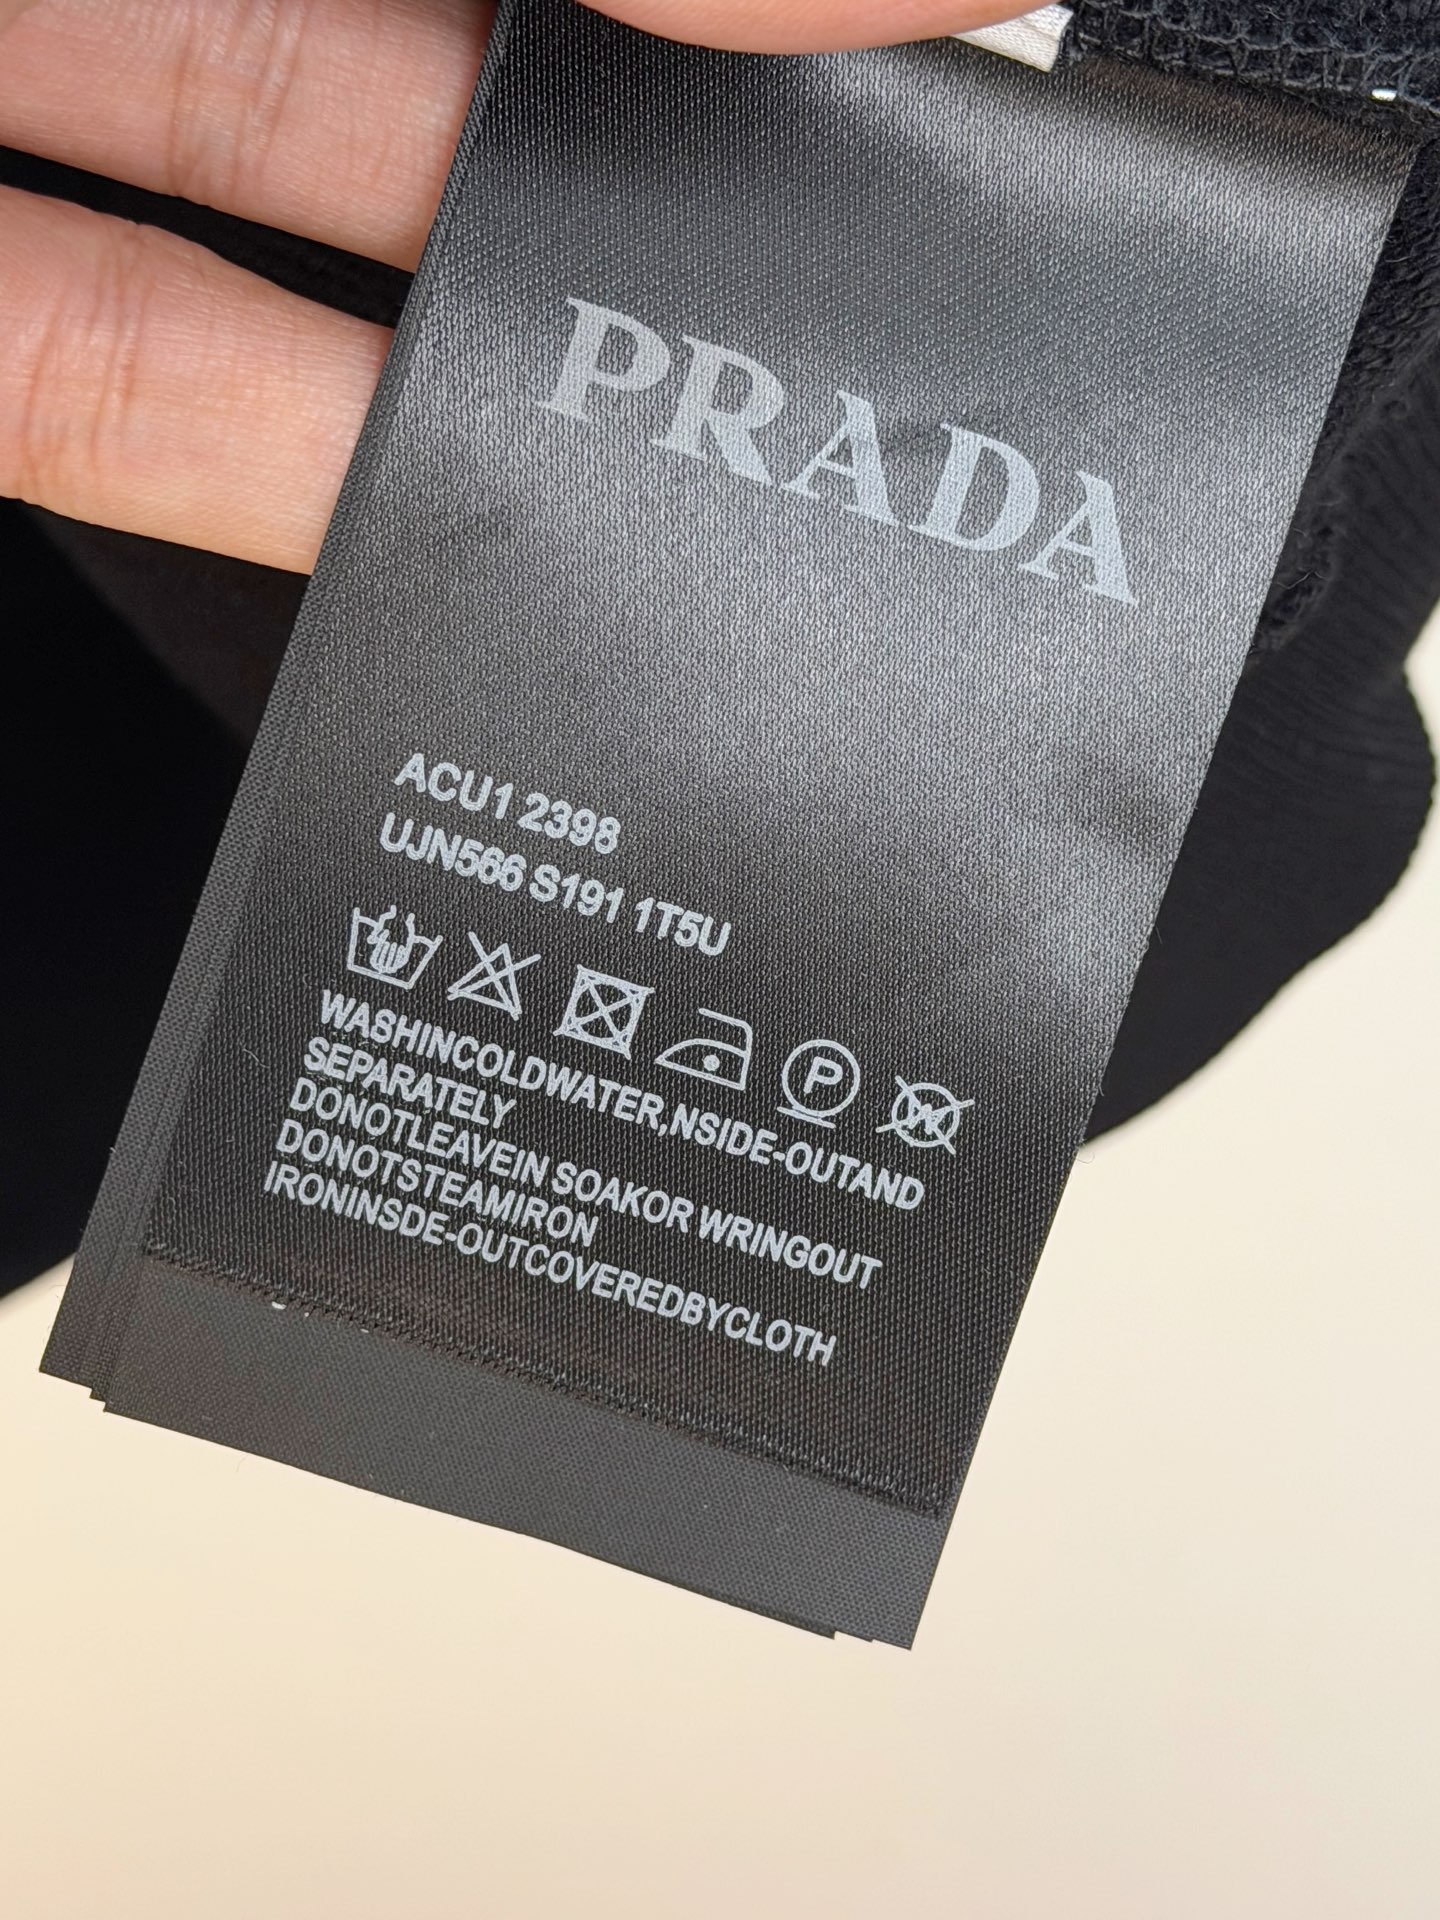 PRADA
ACU1 2398
UJN566 S191 1T5U
P
W
WASHINCOLDWATER,NSIDE-OUTAND
SEPARATELY
DONOTLEAVEIN SOAKOR WRINGOUT
DONOTSTEAMIRON
IRONINSDE-OUTCOVEREDBYCLOTH